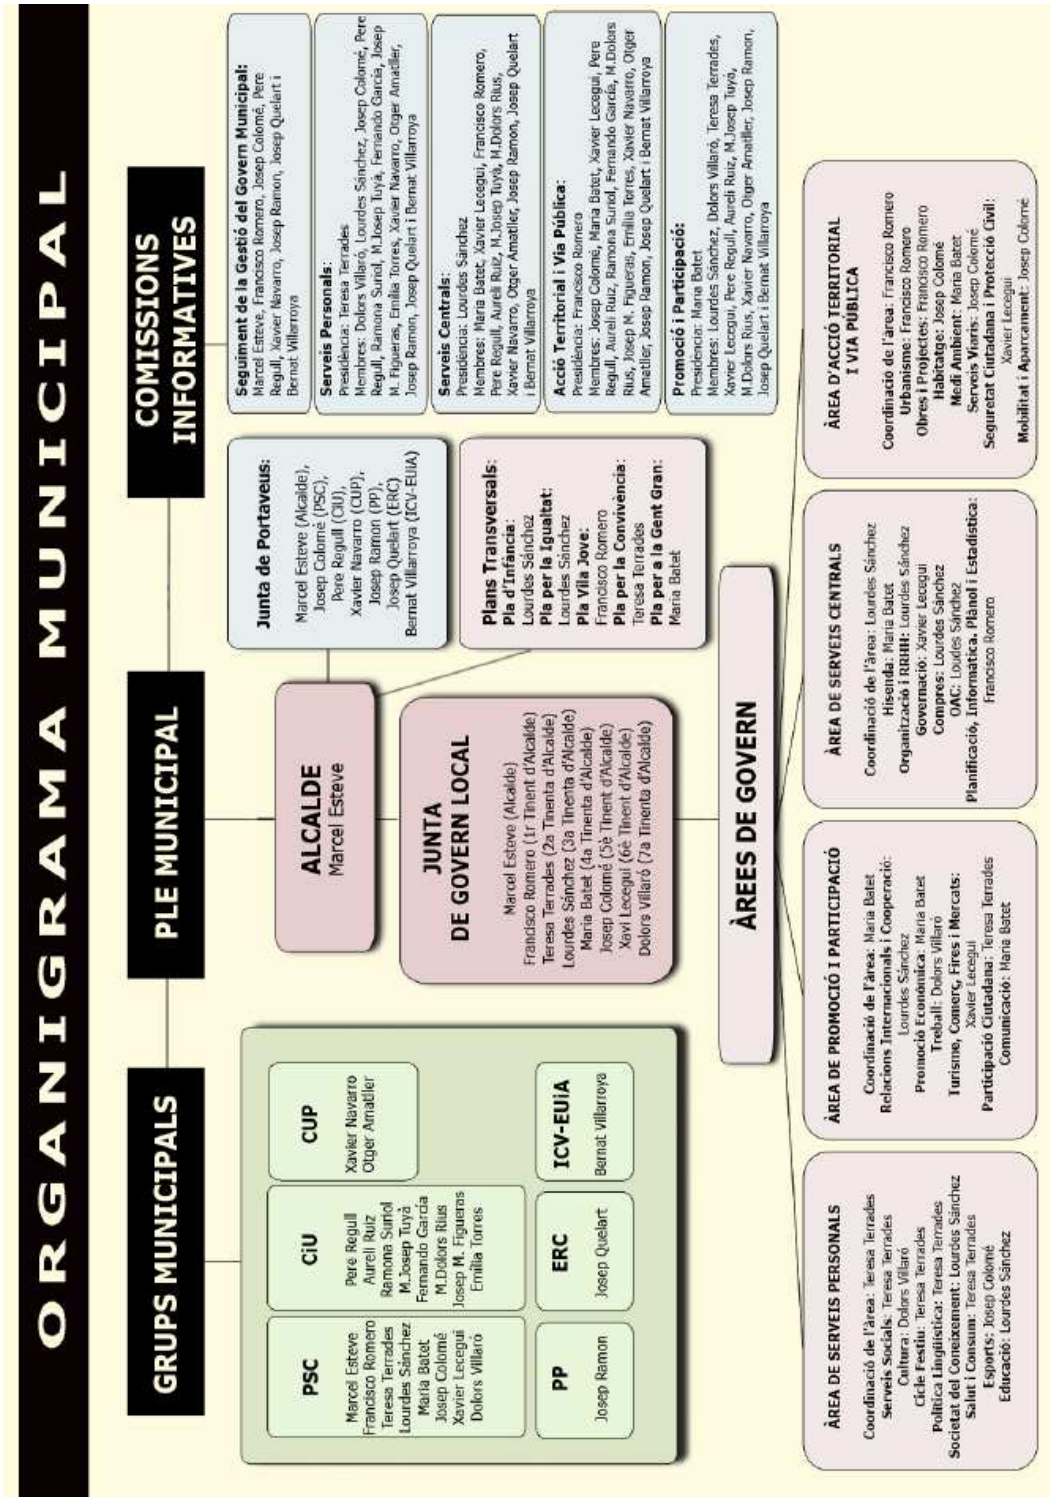 ORGANIGRAMA MUNICIPAL
GRUPS MUNICIPALS
PSC
Marcel Esteve
Francisco Romero
Teresa Terrades
Lourdes Sánchez
Maria Batet
Josep Colomé
Xavier Lecegui
Dolors Villaró
CiU
Pere Regull
Aureli Ruiz
Ramona Suriol
M.Josep Tuyà
Fernando García
M.Dolors Rius
Josep M. Figueras
Emília Torres
CUP
Xavier Navarro
Otger Amatller
PP
Josep Ramon
ERC
Josep Quelart
ICV-EUiA
Bernat Villarroya
PLE MUNICIPAL
ALCALDE
Marcel Esteve
JUNTA
DE GOVERN LOCAL
Marcel Esteve (Alcalde)
Francisco Romero (1r Tinent d'Alcalde)
Teresa Terrades (2a Tinenta d'Alcalde)
Lourdes Sánchez (3a Tinenta d'Alcalde)
Maria Batet (4a Tinenta d'Alcalde)
Josep Colomé (5è Tinent d'Alcalde)
Xavi Lecegui (6è Tinent d'Alcalde)
Dolors Villaró (7a Tinenta d'Alcalde)
Junta de Portaveus:
Marcel Esteve (Alcalde),
Josep Colomé (PSC),
Pere Regull (CIU),
Xavier Navarro (CUP),
Josep Ramon (PP),
Josep Quelart (ERC)
Bernat Villarroya (ICV-EUIA)
Plans Transversals:
Pla d'Infància:
Lourdes Sánchez
Pla per la Igualtat:
Lourdes Sánchez
Pla Vila Jove:
Francisco Romero
Pla per la Convivència:
Teresa Terrades
Pla per a la Gent Gran:
Maria Batet
COMISSIONS
INFORMATIVES
Seguiment de la Gestió del Govern Municipal:
Marcel Esteve, Francisco Romero, Josep Colomé, Pere
Regull, Xavier Navarro, Josep Ramon, Josep Quelart i
Bernat Villarroya
Serveis Personals:
Presidència: Teresa Terrades
Membres: Dolors Villaró, Lourdes Sánchez, Josep Colomé, Pere
Regull, Ramona Suriol, M.Josep Tuyà, Fernando García, Josep
M. Figueras, Emília Torres, Xavier Navarro, Otger Amatller,
Josep Ramon, Josep Quelart i Bernat Villarroya
Serveis Centrals:
Presidència: Lourdes Sánchez
Membres: Maria Batet, Xavier Lecegui, Francisco Romero,
Pere Regull, Aureli Ruiz, M.Josep Tuyà, M.Dolors Rius,
Xavier Navarro, Otger Amatller, Josep Ramon, Josep Quelart
i Bernat Villarroya
Acció Territorial i Via Pública:
Presidència: Francisco Romero
Membres: Josep Colomé, Maria Batet, Xavier Lecegui, Pere
Regull, Aureli Ruiz, Ramona Suriol, Fernando García, M.Dolors
Rius, Josep M. Figueras, Emília Torres, Xavier Navarro, Otger
Amatller, Josep Ramon, Josep Quelart i Bernat Villarroya
Promoció i Participació:
Presidència: Maria Batet
Membres: Lourdes Sánchez, Dolors Villaró, Teresa Terrades,
Xavier Lecegui, Pere Regull, Aureli Ruiz, M.Josep Tuyà,
M.Dolors Rius, Xavier Navarro, Otger Amatller, Josep Ramon,
Josep Quelart i Bernat Villarroya
ÀREES DE GOVERN
ÀREA DE SERVEIS PERSONALS
Coordinació de l'àrea: Teresa Terrades
Serveis Socials: Teresa Terrades
Cultura: Dolors Villaró
Cicle Festiu: Teresa Terrades
Política Lingüística: Teresa Terrades
Societat del Coneixement: Lourdes Sánchez
Salut i Consum: Teresa Terrades
Esports: Josep Colomé
Educació: Lourdes Sánchez
ÀREA DE PROMOCIÓ I PARTICIPACIÓ
Coordinació de l'àrea: Maria Batet
Relacions Internacionals i Cooperació:
Lourdes Sánchez
Promoció Econòmica: Maria Batet
Treball: Dolors Villaró
Turisme, Comerç, Fires i Mercats:
Xavier Lecegui
Participació Ciutadana: Teresa Terrades
Comunicació: Maria Batet
ÀREA DE SERVEIS CENTRALS
Coordinació de l'àrea: Lourdes Sánchez
Hisenda: Maria Batet
Organització i RRHH: Lourdes Sánchez
Governació: Xavier Lecegui
Compres: Lourdes Sánchez
OAC: Loudes Sánchez
Planificació, Informàtica, Plànol i Estadística:
Francisco Romero
ÀREA D'ACCIÓ TERRITORIAL
I VIA PÚBLICA
Coordinació de l'àrea: Francisco Romero
Urbanisme: Francisco Romero
Obres i Projectes: Francisco Romero
Habitatge: Josep Colomé
Medi Ambient: Maria Batet
Serveis Viaris: Josep Colomé
Seguretat Ciutadana i Protecció Civil:
Xavier Lecegui
Mobilitat i Aparcament: Josep Colomé